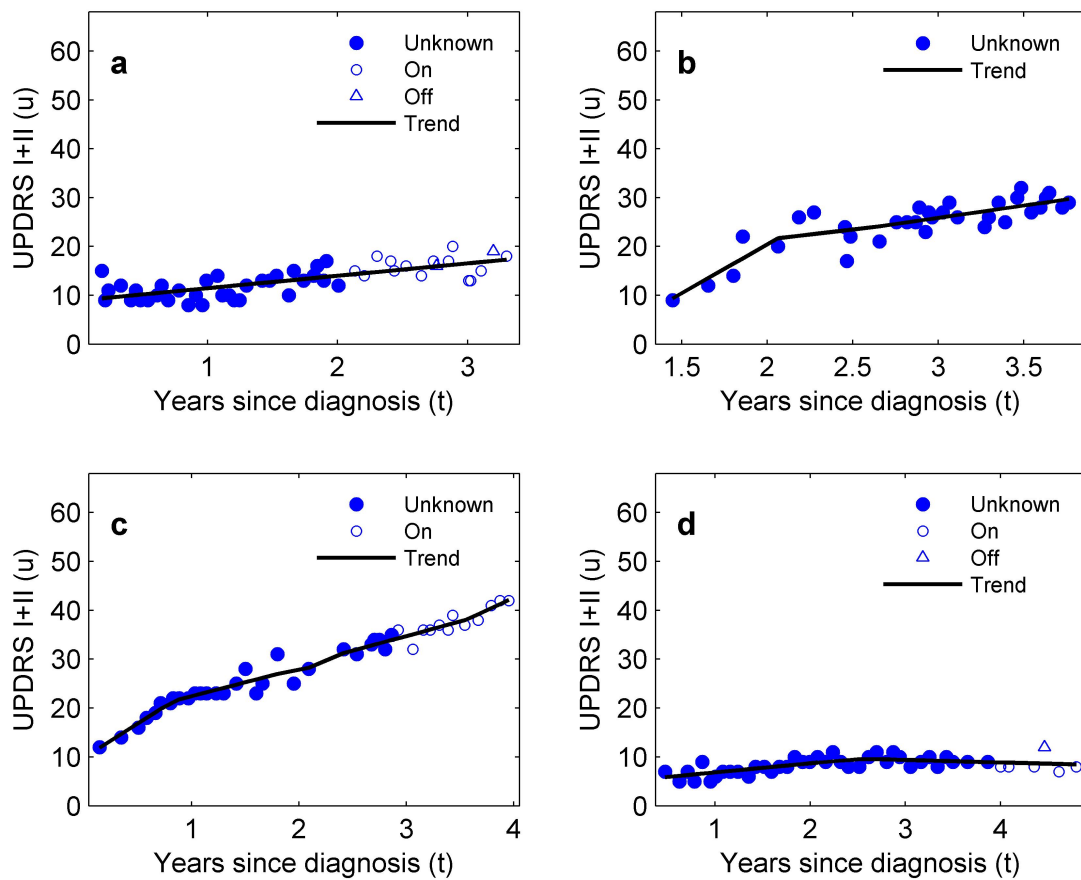 a
UPDRS I+II (u)
60
50
40
30
20
10
0
1
2
3
Years since diagnosis (t)
Unknown
On
Off
Trend
b
UPDRS I+II (u)
60
50
40
30
20
10
0
1.5
2
2.5
3
3.5
Years since diagnosis (t)
Unknown
Trend
c
UPDRS I+II (u)
60
50
40
30
20
10
0
1
2
3
4
Years since diagnosis (t)
Unknown
On
Trend
d
UPDRS I+II (u)
60
50
40
30
20
10
0
1
2
3
4
Years since diagnosis (t)
Unknown
On
Off
Trend